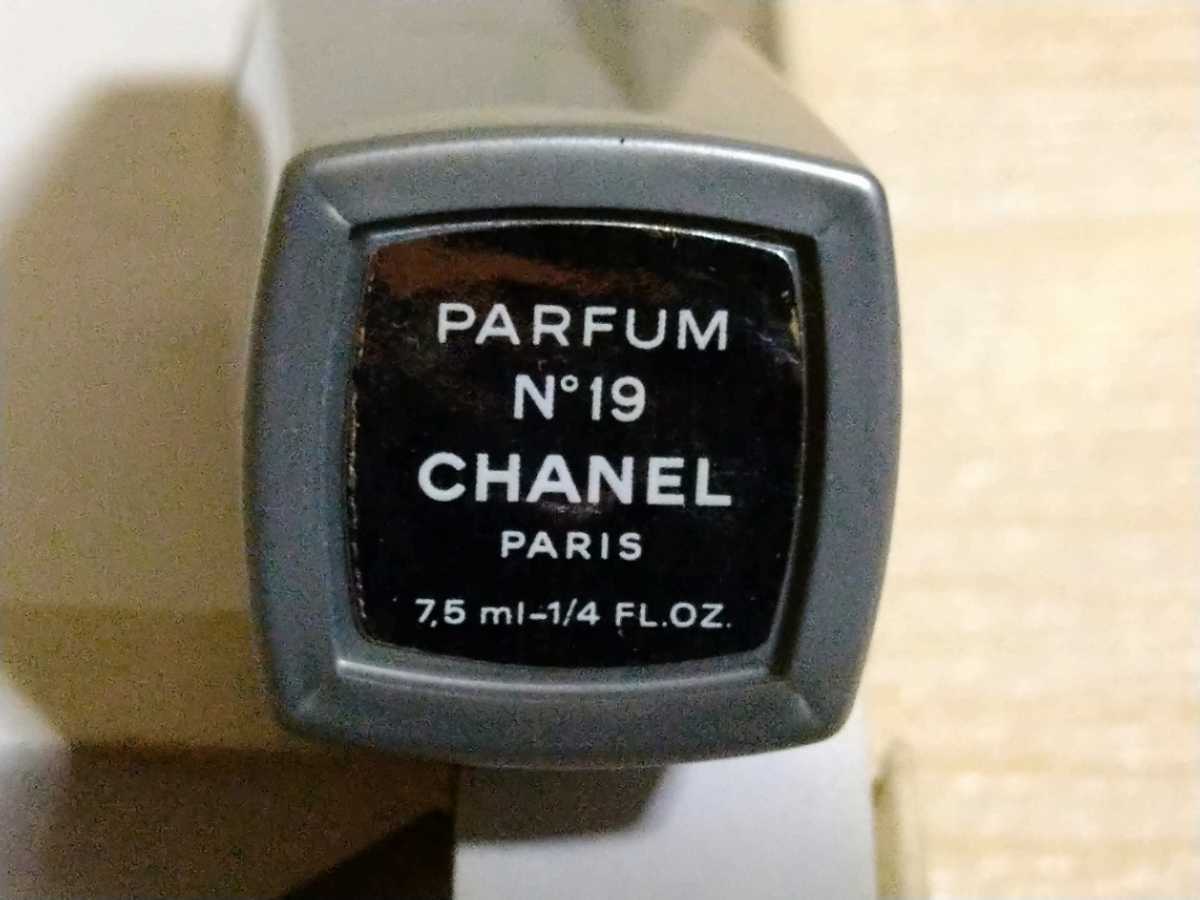 PARFUM
N°19
CHANEL
PARIS
7,5 ml-1/4 FL.OZ.